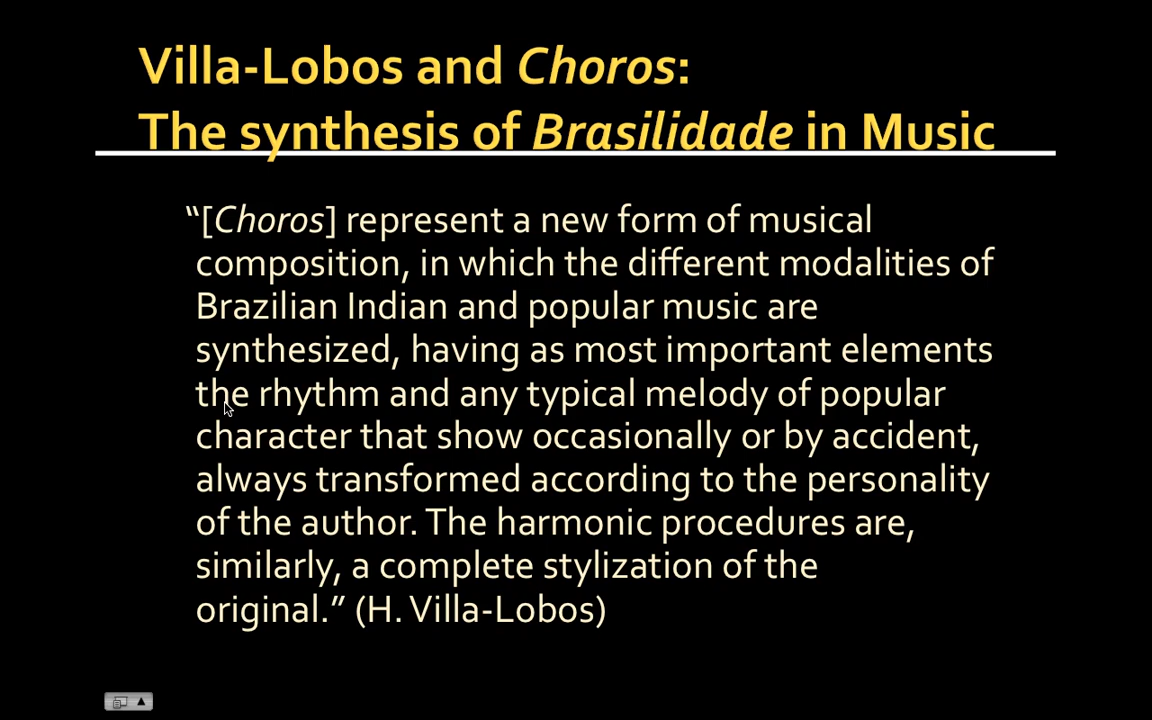 Villa-Lobos and Choros:
The synthesis of Brasilidade in Music
“[Choros] represent a new form of musical
composition, in which the different modalities of
Brazilian Indian and popular music are
synthesized, having as most important elements
the rhythm and any typical melody of popular
character that show occasionally or by accident,
always transformed according to the personality
of the author. The harmonic procedures are,
similarly, a complete stylization of the
original.” (H. Villa-Lobos)